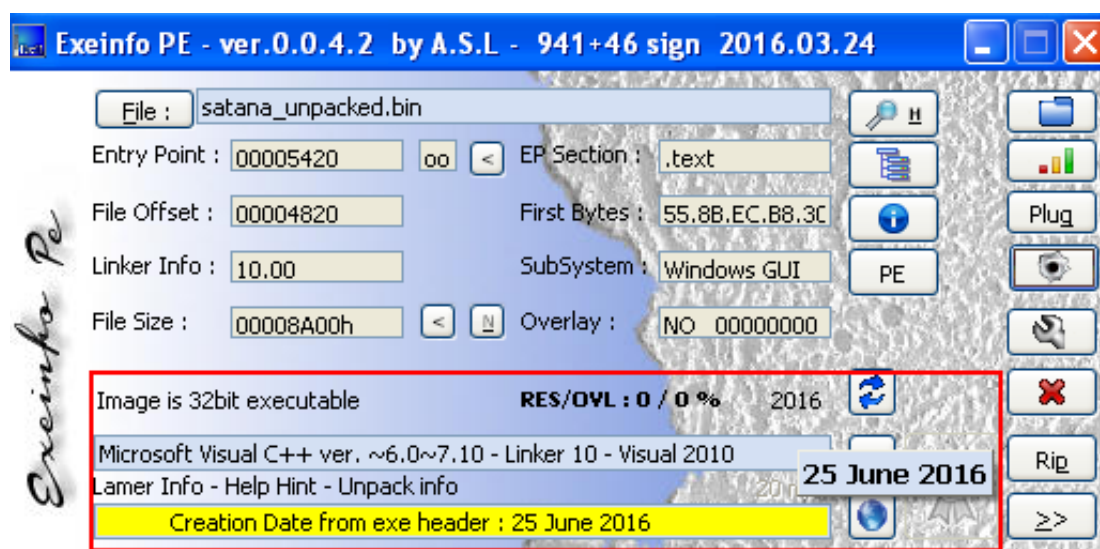 Exeinfo PE - ver.0.0.4.2 by A.S.L - 941+46 sign 2016.03.24
File : satana_unpacked.bin
H
Entry Point : 00005420 oo < EP Section : .text
File Offset : 00004820 First Bytes : 55.8B.EC.B8.3C
Plug
Linker Info : 10.00 SubSystem : Windows GUI
PE
File Size : 00008A00h < N Overlay : NO 00000000
Image is 32bit executable RES/OVL : 0 / 0 % 2016
Microsoft Visual C++ ver. ~6.0~7.10 - Linker 10 - Visual 2010
25 June 2016
Rip
Lamer Info - Help Hint - Unpack info
Creation Date from exe header : 25 June 2016
>>
Exeinfo Pe